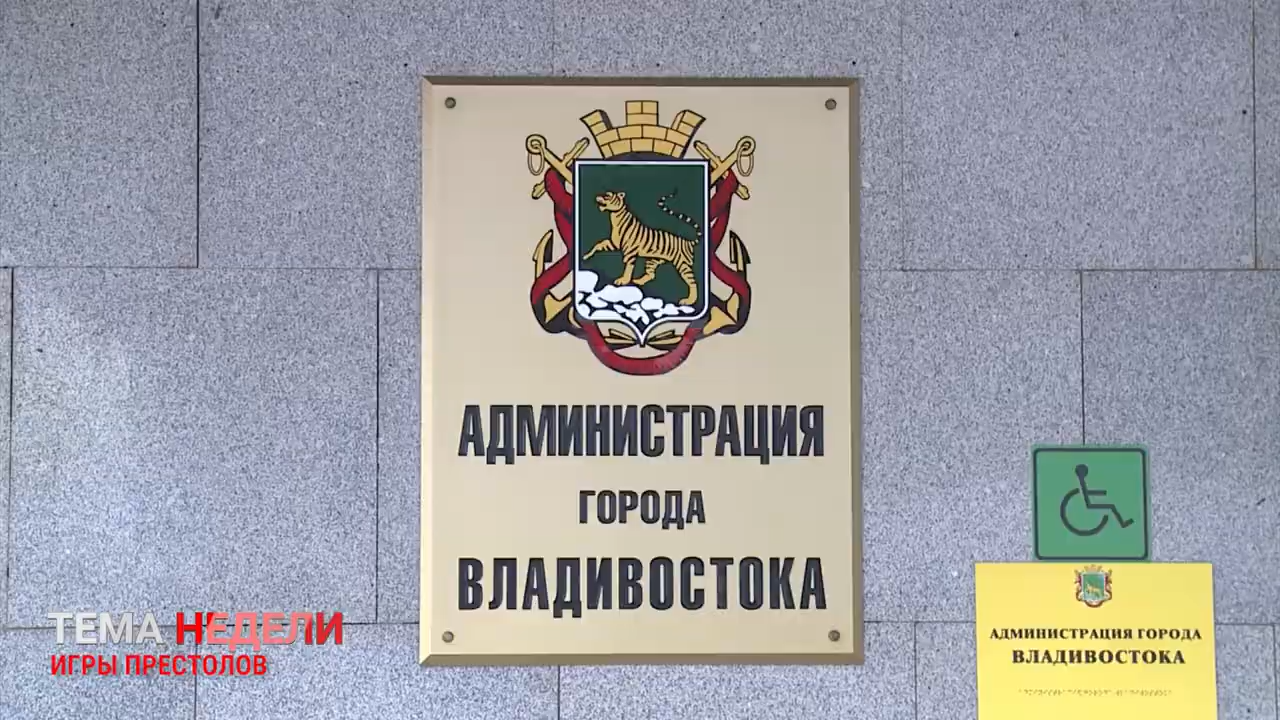 АДМИНИСТРАЦИЯ
ГОРОДА
ВЛАДИВОСТОКА
АДМИНИСТРАЦИЯ ГОРОДА
ВЛАДИВОСТОКА
ТЕМА НЕДЕЛИ
ИГРЫ ПРЕСТОЛОВ